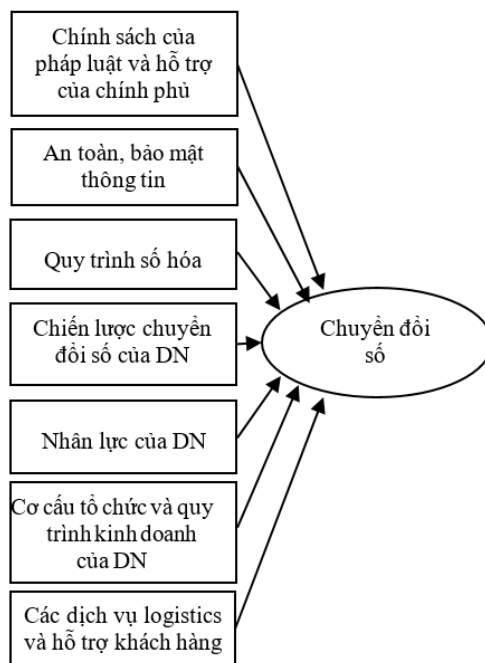 Chính sách của
pháp luật và hỗ trợ
của chính phủ
An toàn, bảo mật
thông tin
Quy trình số hóa
Chiến lược chuyển
đổi số của DN
Nhân lực của DN
Cơ cấu tổ chức và quy
trình kinh doanh
của DN
Các dịch vụ logistics
và hỗ trợ khách hàng
Chuyển đổi
số